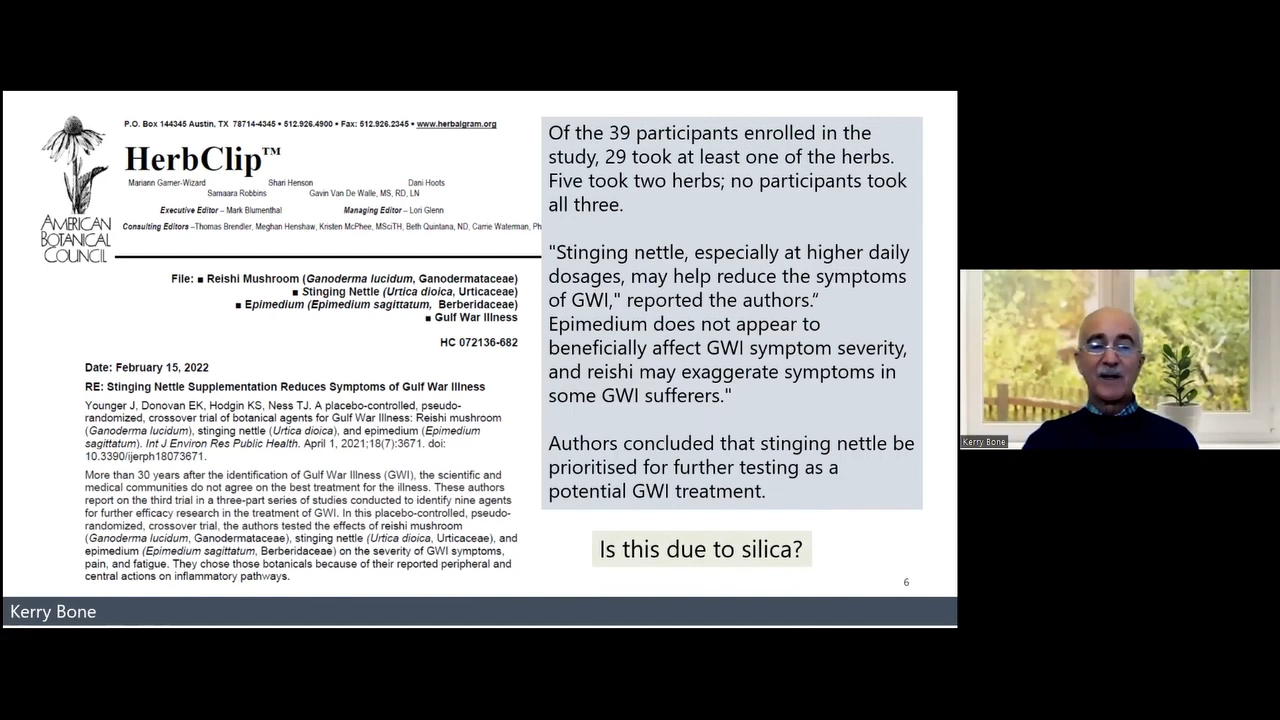 P.O. Box 144345 Austin, TX 78714-4345 • 512.926.4900 • Fax: 512.926.2345 • www.herbalgram.org
HerbClip™
Mariann Garner-Wizard Shari Henson Dani Hoots
Samaara Robbins Gavin Van De Walle, MS, RD, LN
Executive Editor – Mark Blumenthal Managing Editor – Lori Glenn
Consulting Editors –Thomas Brendler, Meghan Henshaw, Kristen McPhee, MSciTH, Beth Quintana, ND, Carrie Waterman, Ph
AMERICAN
BOTANICAL
COUNCIL
File: ■ Reishi Mushroom (Ganoderma lucidum, Ganodermataceae)
■ Stinging Nettle (Urtica dioica, Urticaceae)
■ Epimedium (Epimedium sagittatum, Berberidaceae)
■ Gulf War Illness
HC 072136-682
Date: February 15, 2022
RE: Stinging Nettle Supplementation Reduces Symptoms of Gulf War Illness
Younger J, Donovan EK, Hodgin KS, Ness TJ. A placebo-controlled, pseudo-
randomized, crossover trial of botanical agents for Gulf War Illness: Reishi mushroom
(Ganoderma lucidum), stinging nettle (Urtica dioica), and epimedium (Epimedium
sagittatum). Int J Environ Res Public Health. April 1, 2021;18(7):3671. doi:
10.3390/ijerph18073671.
More than 30 years after the identification of Gulf War Illness (GWI), the scientific and
medical communities do not agree on the best treatment for the illness. These authors
report on the third trial in a three-part series of studies conducted to identify nine agents
for further efficacy research in the treatment of GWI. In this placebo-controlled, pseudo-
randomized, crossover trial, the authors tested the effects of reishi mushroom
(Ganoderma lucidum, Ganodermataceae), stinging nettle (Urtica dioica, Urticaceae), and
epimedium (Epimedium sagittatum, Berberidaceae) on the severity of GWI symptoms,
pain, and fatigue. They chose those botanicals because of their reported peripheral and
central actions on inflammatory pathways.
Of the 39 participants enrolled in the
study, 29 took at least one of the herbs.
Five took two herbs; no participants took
all three.
"Stinging nettle, especially at higher daily
dosages, may help reduce the symptoms
of GWI," reported the authors.“
Epimedium does not appear to
beneficially affect GWI symptom severity,
and reishi may exaggerate symptoms in
some GWI sufferers."
Authors concluded that stinging nettle be
prioritised for further testing as a
potential GWI treatment.
Is this due to silica?
6
Kerry Bone
Kerry Bone